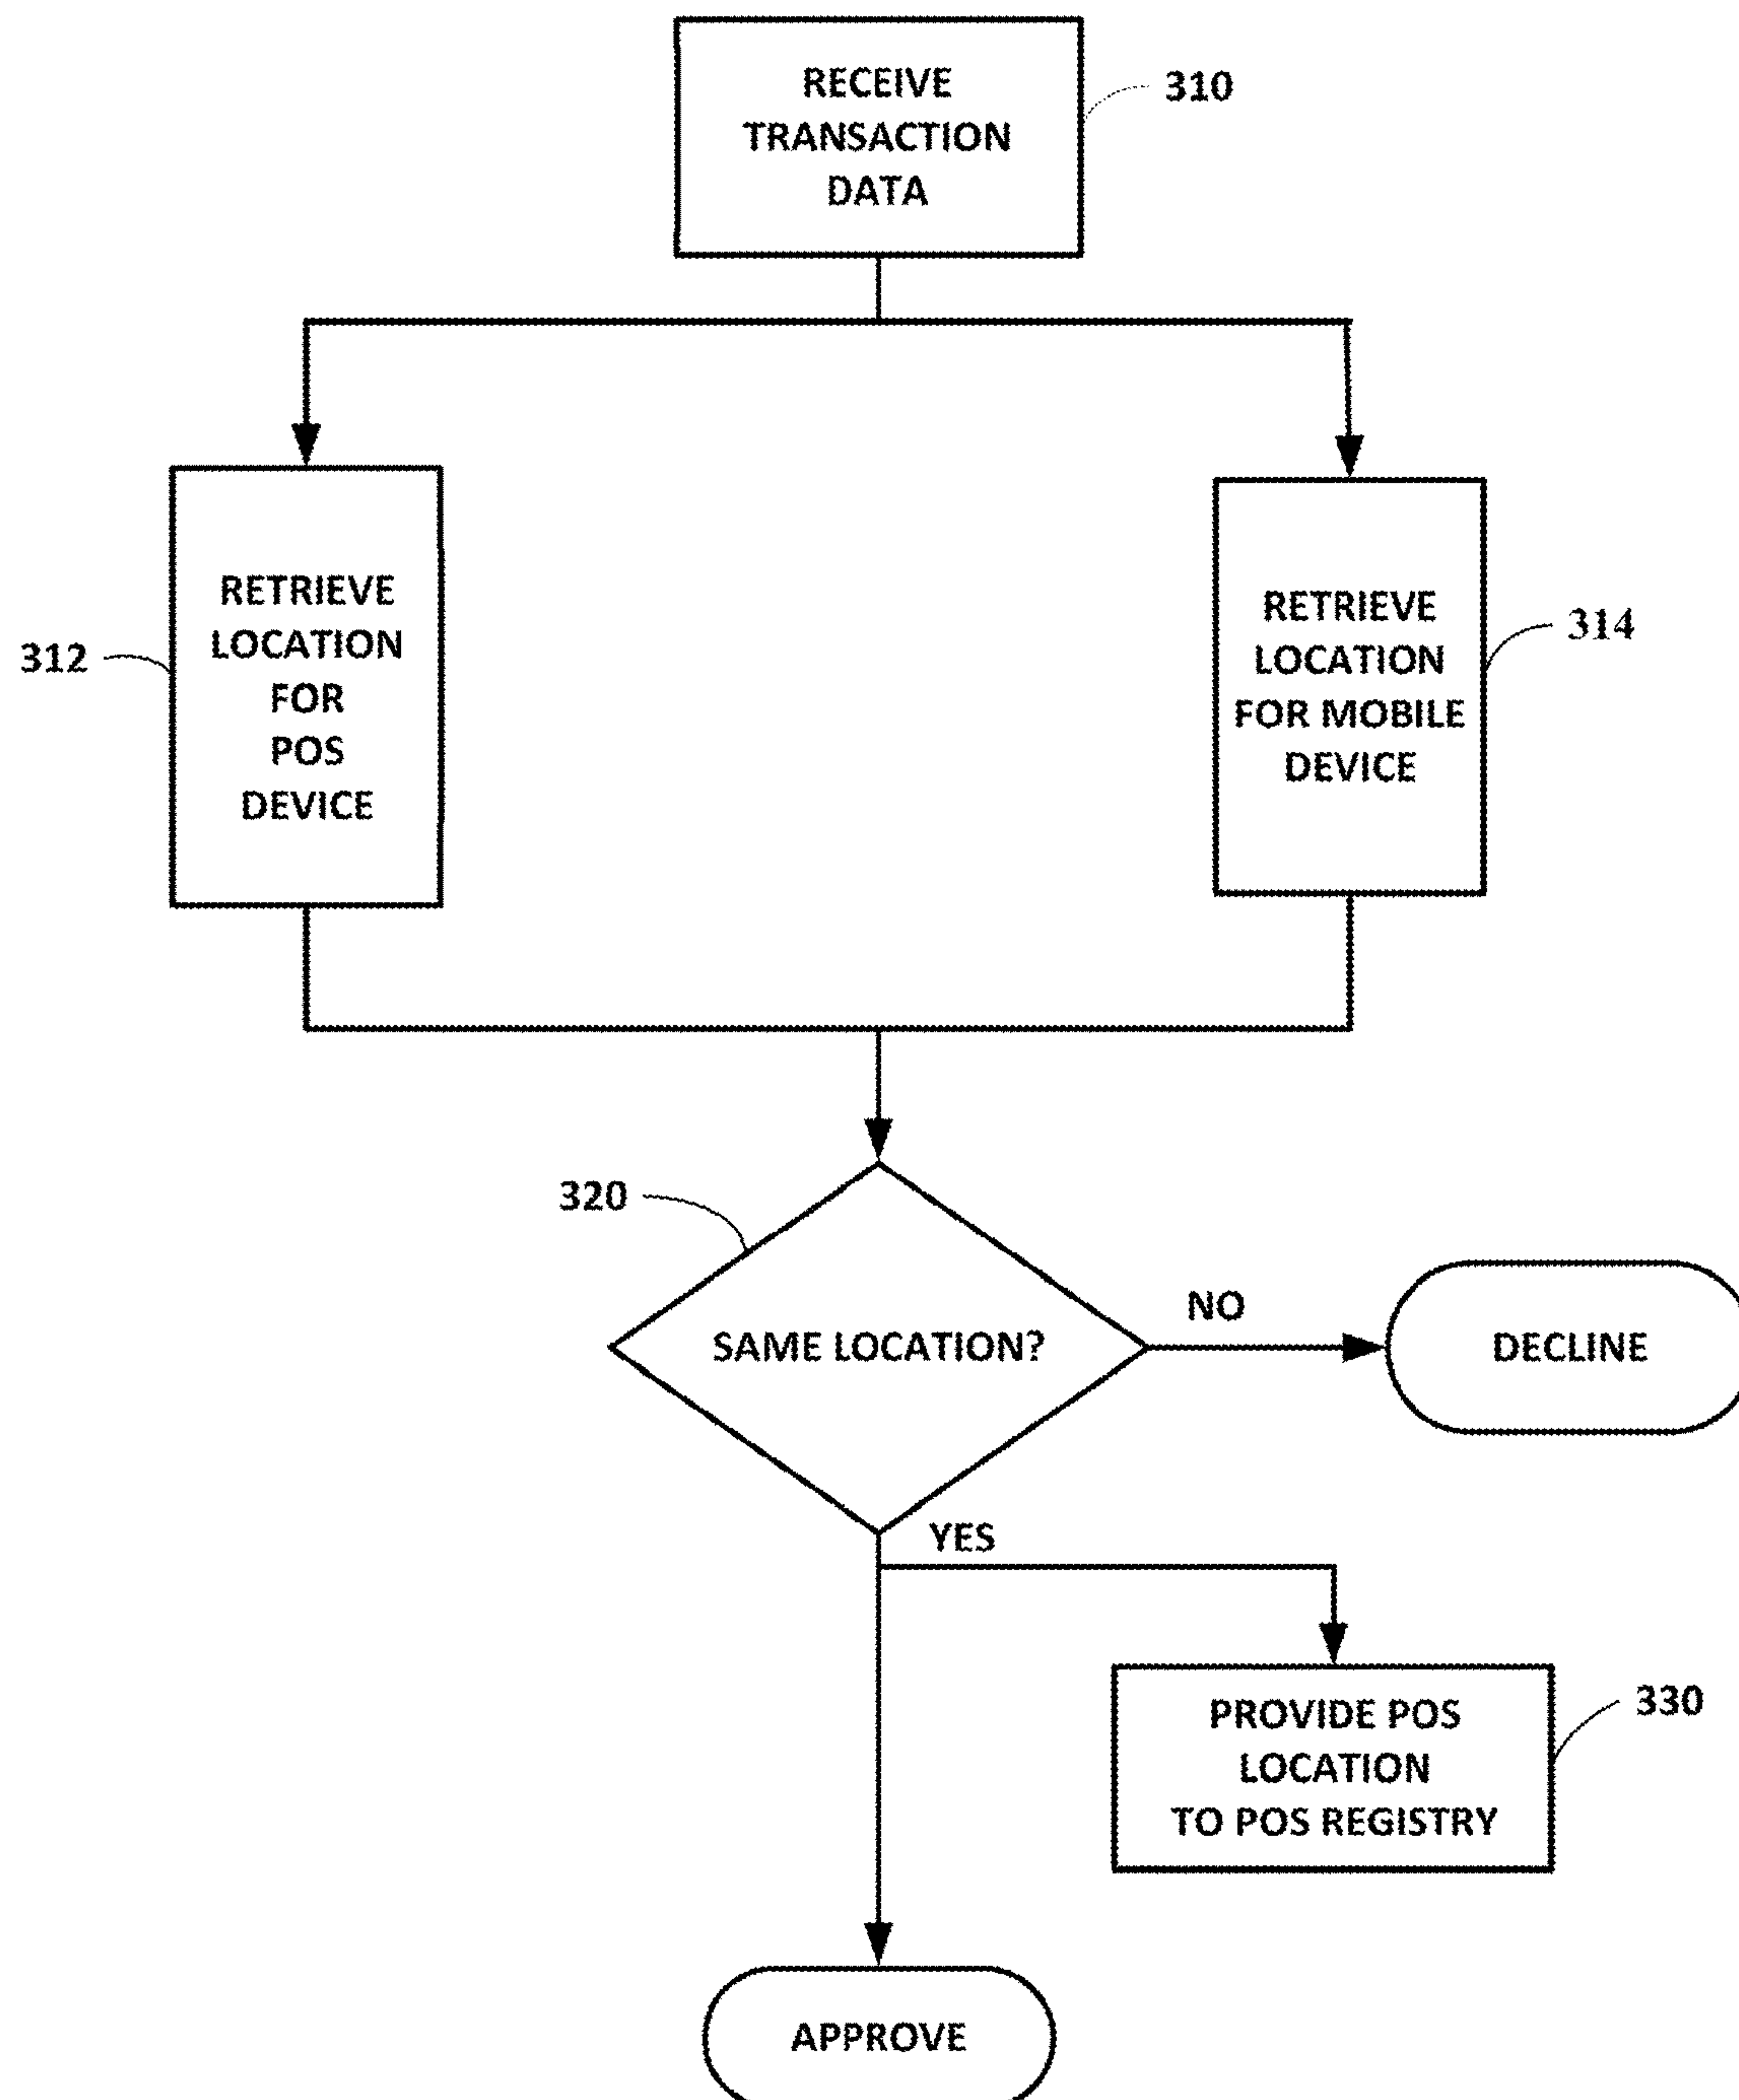 RECEIVE
TRANSACTION
DATA
310
RETRIEVE
LOCATION
FOR
POS
DEVICE
312
RETRIEVE
LOCATION
FOR MOBILE
DEVICE
314
320
SAME LOCATION?
NO
DECLINE
YES
PROVIDE POS
LOCATION
TO POS REGISTRY
330
APPROVE